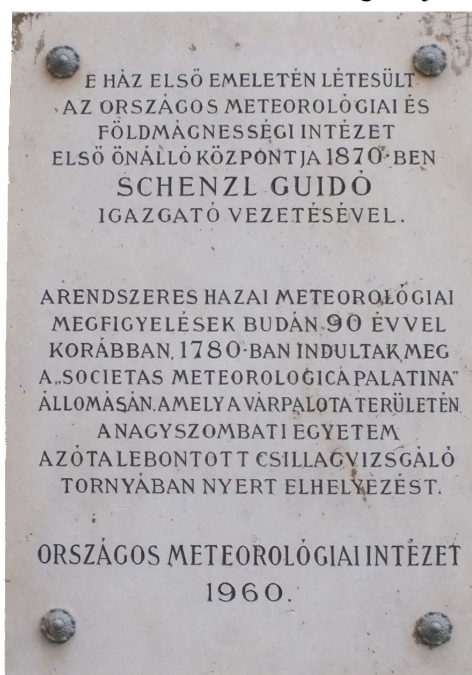 E HÁZ ELSŐ EMELETÉN LÉTESÜLT
AZ ORSZÁGOS METEOROLÓGIAI ÉS
FÖLDMÁGNESSÉGI INTÉZET
ELSŐ ÖNÁLLÓ KÖZPONTJA 1870-BEN
SCHENZL GUIDÓ
IGAZGATÓ VEZETÉSÉVEL.
A RENDSZERES HAZAI METEOROLÓGIAI
MEGFIGYELÉSEK BUDÁN 90 ÉVVEL
KORÁBBAN, 1780-BAN INDULTAK MEG
A „SOCIETAS METEOROLOGICA PALATINA”
ÁLLOMÁSÁN, AMELY A VÁRPALOTA TERÜLETÉN
A NAGYSZOMBATI EGYETEM
AZÓTA LEBONTOTT CSILLAGVIZSGÁLÓ
TORNYÁBAN NYERT ELHELYEZÉST.
ORSZÁGOS METEOROLÓGIAI INTÉZET
1960.